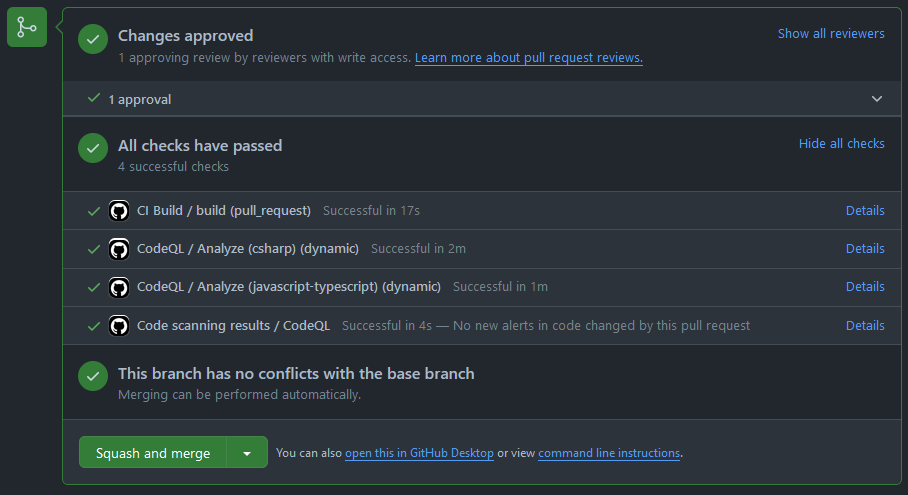 Changes approved
Show all reviewers
1 approving review by reviewers with write access. Learn more about pull request reviews.
1 approval
All checks have passed
Hide all checks
4 successful checks
CI Build / build (pull_request) Successful in 17s Details
CodeQL / Analyze (csharp) (dynamic) Successful in 2m Details
CodeQL / Analyze (javascript-typescript) (dynamic) Successful in 1m Details
Code scanning results / CodeQL Successful in 4s — No new alerts in code changed by this pull request Details
This branch has no conflicts with the base branch
Merging can be performed automatically.
Squash and merge You can also open this in GitHub Desktop or view command line instructions.